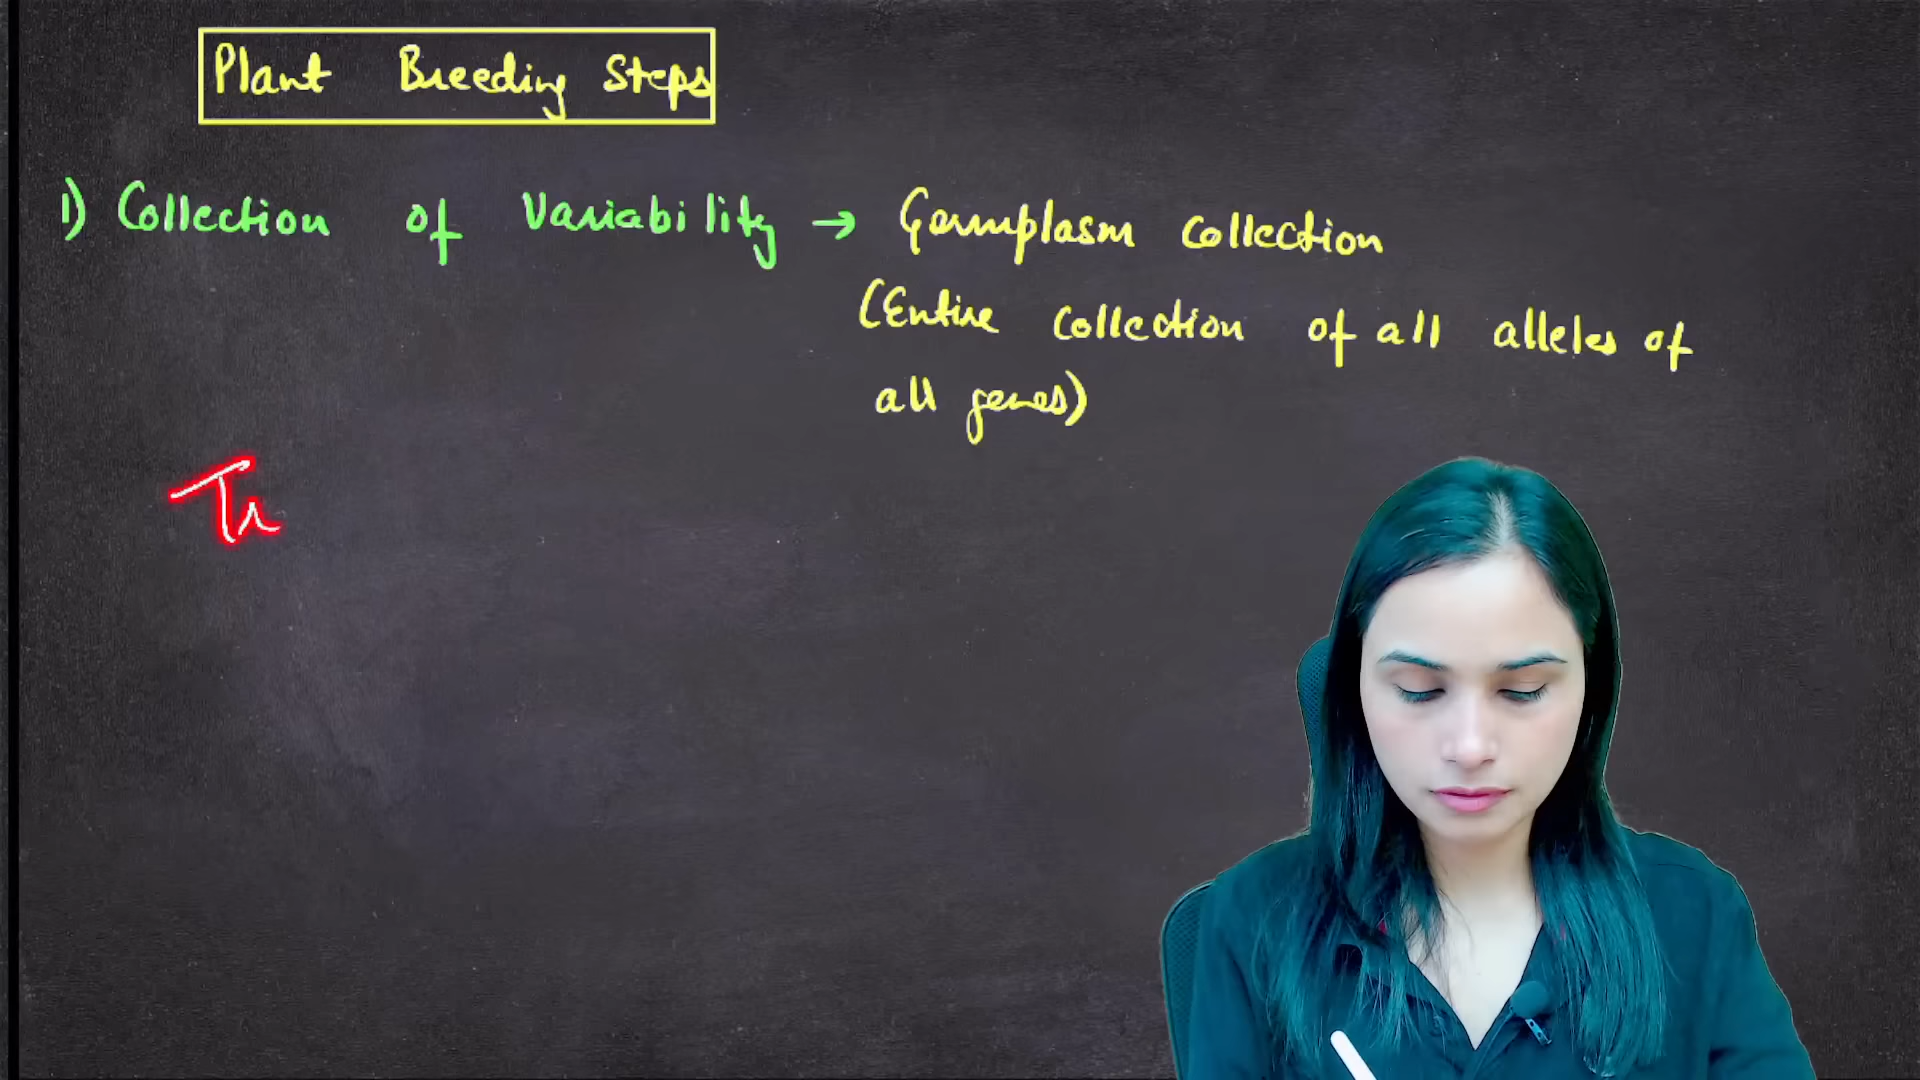 Plant Breeding Steps
1) Collection of Variability → Germplasm collection
(Entire collection of all alleles of
all genes)
Tr